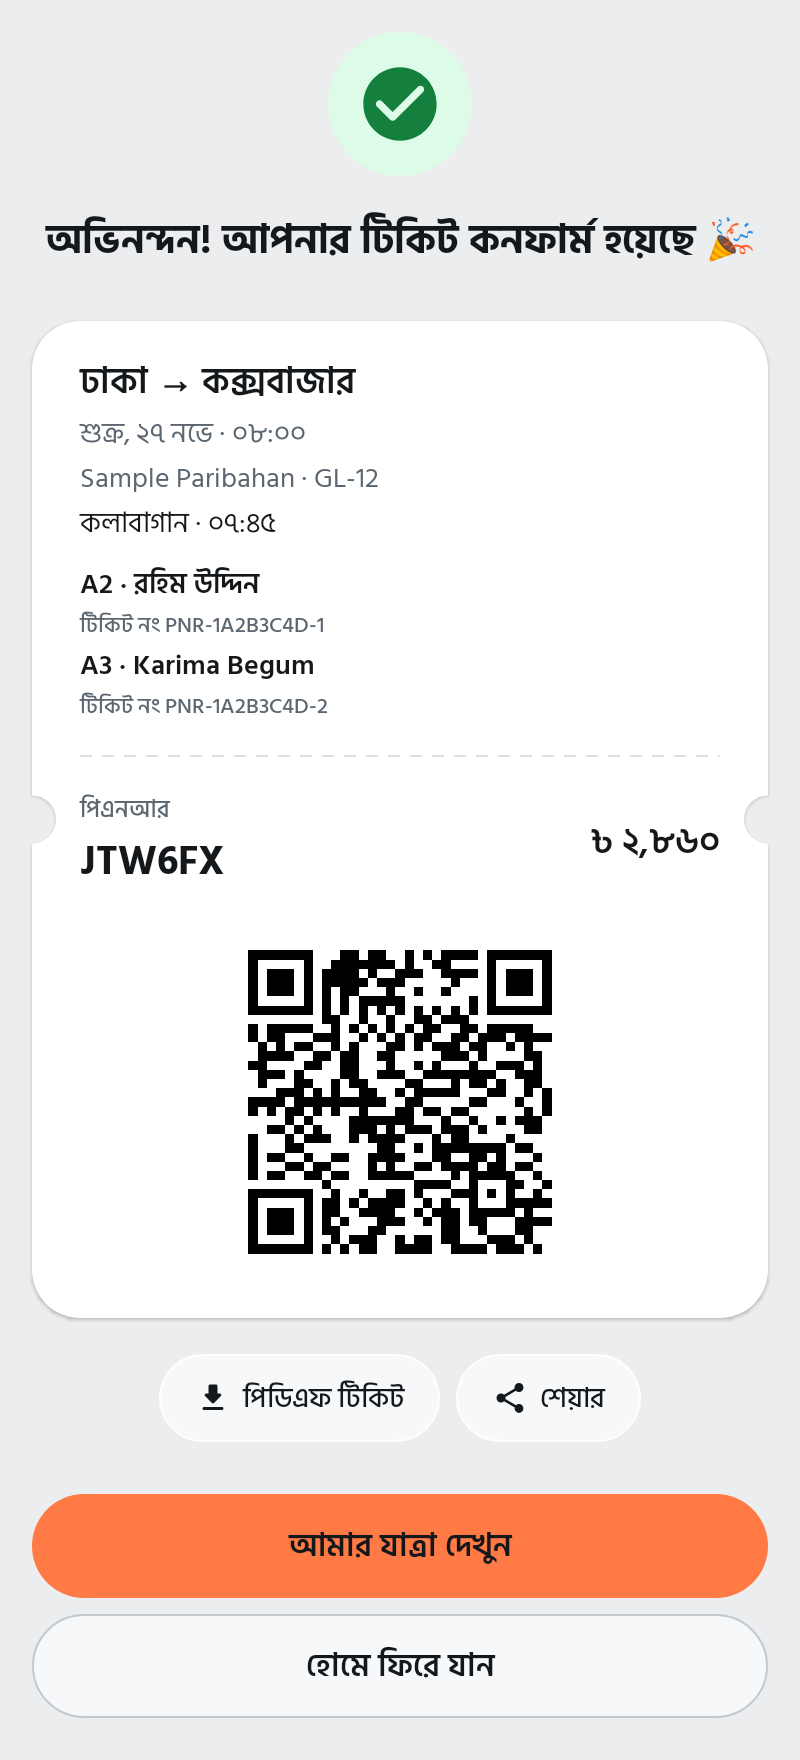 অভিনন্দন! আপনার টিকিট কনফার্ম হয়েছে 🎉
ঢাকা → কক্সবাজার
শুক্র, ২৭ নভে · ০৮:০০
Sample Paribahan · GL-12
কলাবাগান · ০৭:৪৫
A2 · রহিম উদ্দিন
টিকিট নং PNR-1A2B3C4D-1
A3 · Karima Begum
টিকিট নং PNR-1A2B3C4D-2
পিএনআর
JTW6FX
৳ ২,৮৬০
পিডিএফ টিকিট
শেয়ার
আমার যাত্রা দেখুন
হোমে ফিরে যান